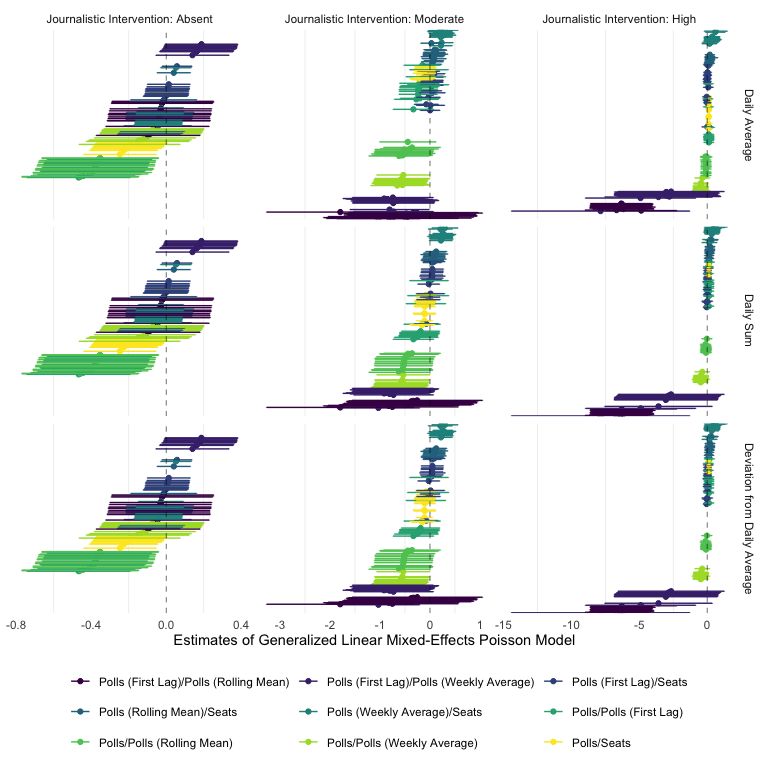 Journalistic Intervention: Absent Journalistic Intervention: Moderate Journalistic Intervention: High
Daily Average
Daily Sum
Deviation from Daily Average
-0.8 -0.4 0.0 0.4 -3 -2 -1 0 1 -15 -10 -5 0
Estimates of Generalized Linear Mixed-Effects Poisson Model
Polls (First Lag)/Polls (Rolling Mean) Polls (First Lag)/Polls (Weekly Average) Polls (First Lag)/Seats
Polls (Rolling Mean)/Seats Polls (Weekly Average)/Seats Polls/Polls (First Lag)
Polls/Polls (Rolling Mean) Polls/Polls (Weekly Average) Polls/Seats